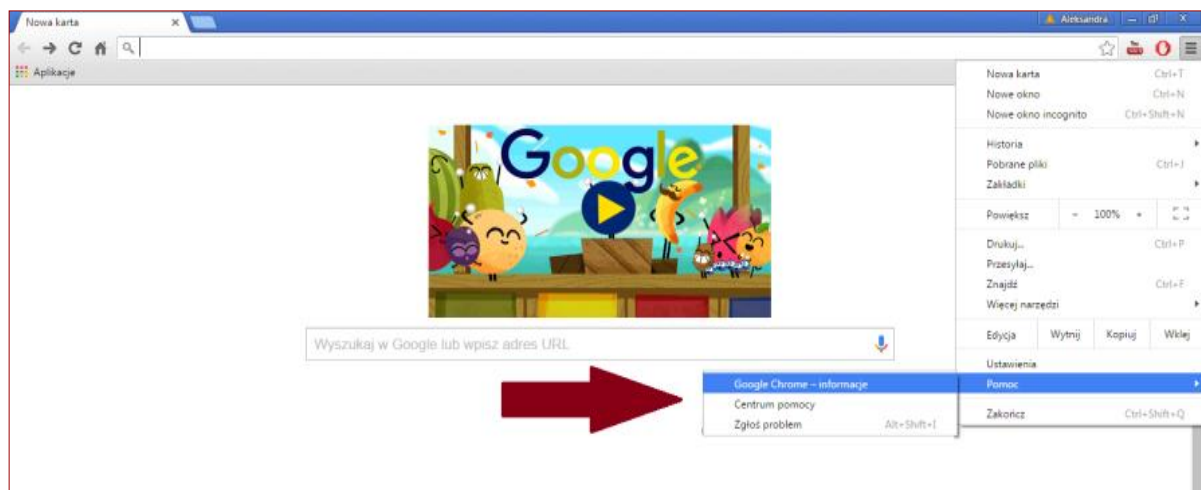 Nowa karta
Aleksandra
Aplikacje
Nowa karta Ctrl+T
Nowe okno Ctrl+N
Nowe okno incognito Ctrl+Shift+N
Historia
Pobrane pliki Ctrl+J
Zakładki
Powiększ - 100% +
Drukuj... Ctrl+P
Przesyłaj...
Znajdź Ctrl+F
Więcej narzędzi
Edycja Wytnij Kopiuj Wklej
Ustawienia
Pomoc
Zakończ Ctrl+Shift+Q
Google
Wyszukaj w Google lub wpisz adres URL
Google Chrome – informacje
Centrum pomocy
Zgłoś problem Alt+Shift+I